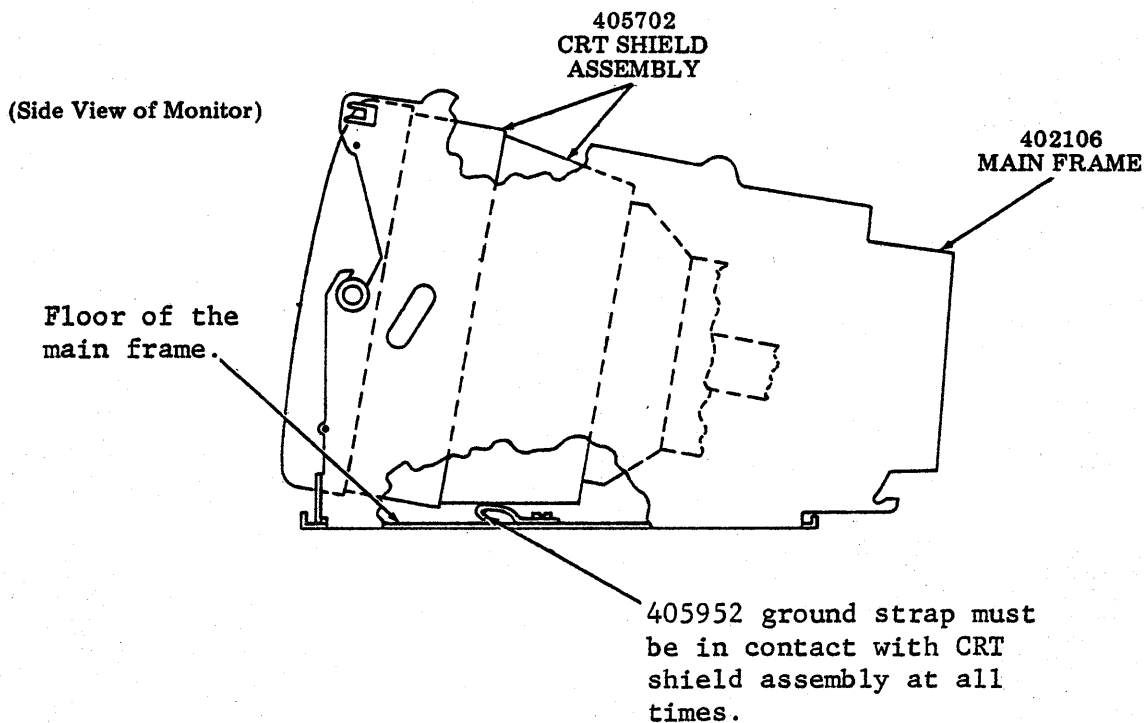 405702
CRT SHIELD
ASSEMBLY
(Side View of Monitor)
402106
MAIN FRAME
Floor of the
main frame.
405952 ground strap must
be in contact with CRT
shield assembly at all
times.